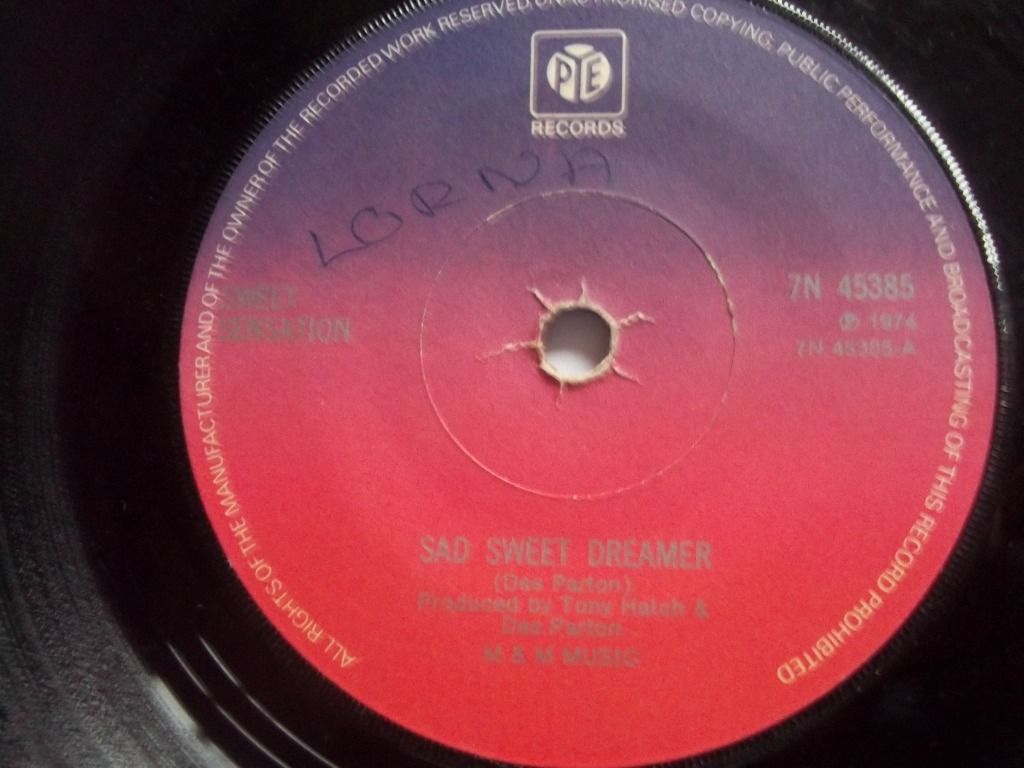 ALL RIGHTS OF THE MANUFACTURER AND OF THE OWNER OF THE RECORDED WORK RESERVED UNAUTHORISED COPYING, PUBLIC PERFORMANCE AND BROADCASTING OF THIS RECORD PROHIBITED
PYE
RECORDS
LORNA
SWEET
SENSATION
7N 45385
℗ 1974
7N 45385-A
SAD SWEET DREAMER
(Des Parton)
Produced by Tony Hatch &
Des Parton
M & M MUSIC